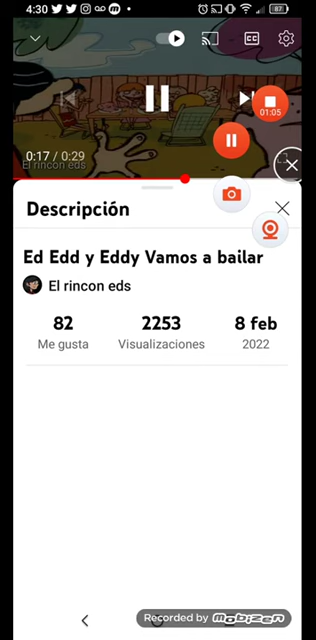 4:30
87
CC
01:05
0:17 / 0:29
El rincon eds
Descripción
Ed Edd y Eddy Vamos a bailar
El rincon eds
82 2253 8 feb
Me gusta Visualizaciones 2022
Recorded by MOBIZEN